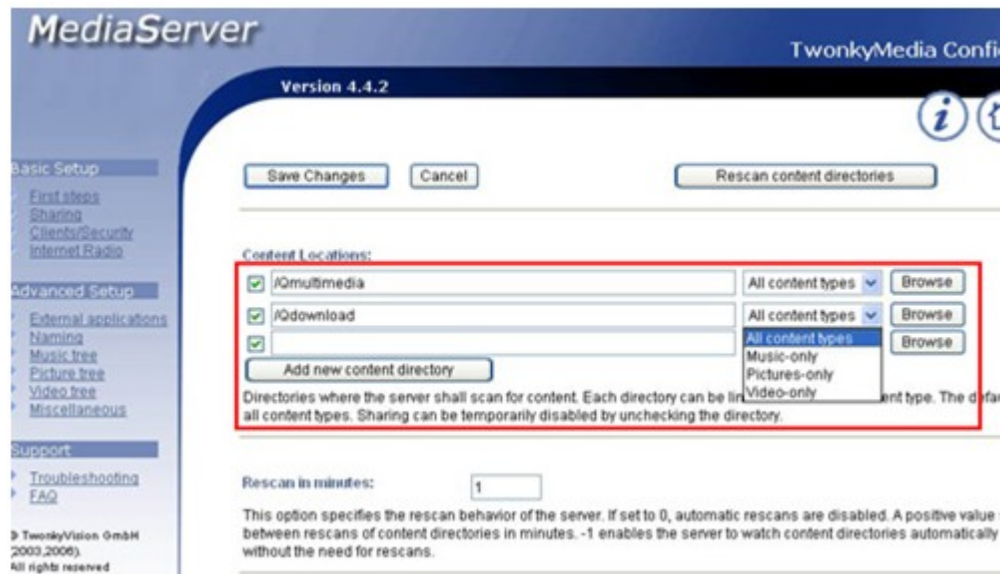 MediaServer
TwonkyMedia Confi
Version 4.4.2
Basic Setup
First steps
Sharing
Clients/Security
Internet Radio
Advanced Setup
External applications
Naming
Music tree
Picture tree
Video tree
Miscellaneous
Support
Troubleshooting
FAQ
© TwonkyVision GmbH
(2003,2006).
All rights reserved
Save Changes Cancel Rescan content directories
Content Locations:
/Qmultimedia All content types Browse
/Qdownload All content types Browse
Browse
All content types
Music-only
Pictures-only
Video-only
Add new content directory
Directories where the server shall scan for content. Each directory can be lin ent type. The defa
all content types. Sharing can be temporarily disabled by unchecking the directory.
Rescan in minutes: 1
This option specifies the rescan behavior of the server. If set to 0, automatic rescans are disabled. A positive value
between rescans of content directories in minutes. -1 enables the server to watch content directories automatically
without the need for rescans.